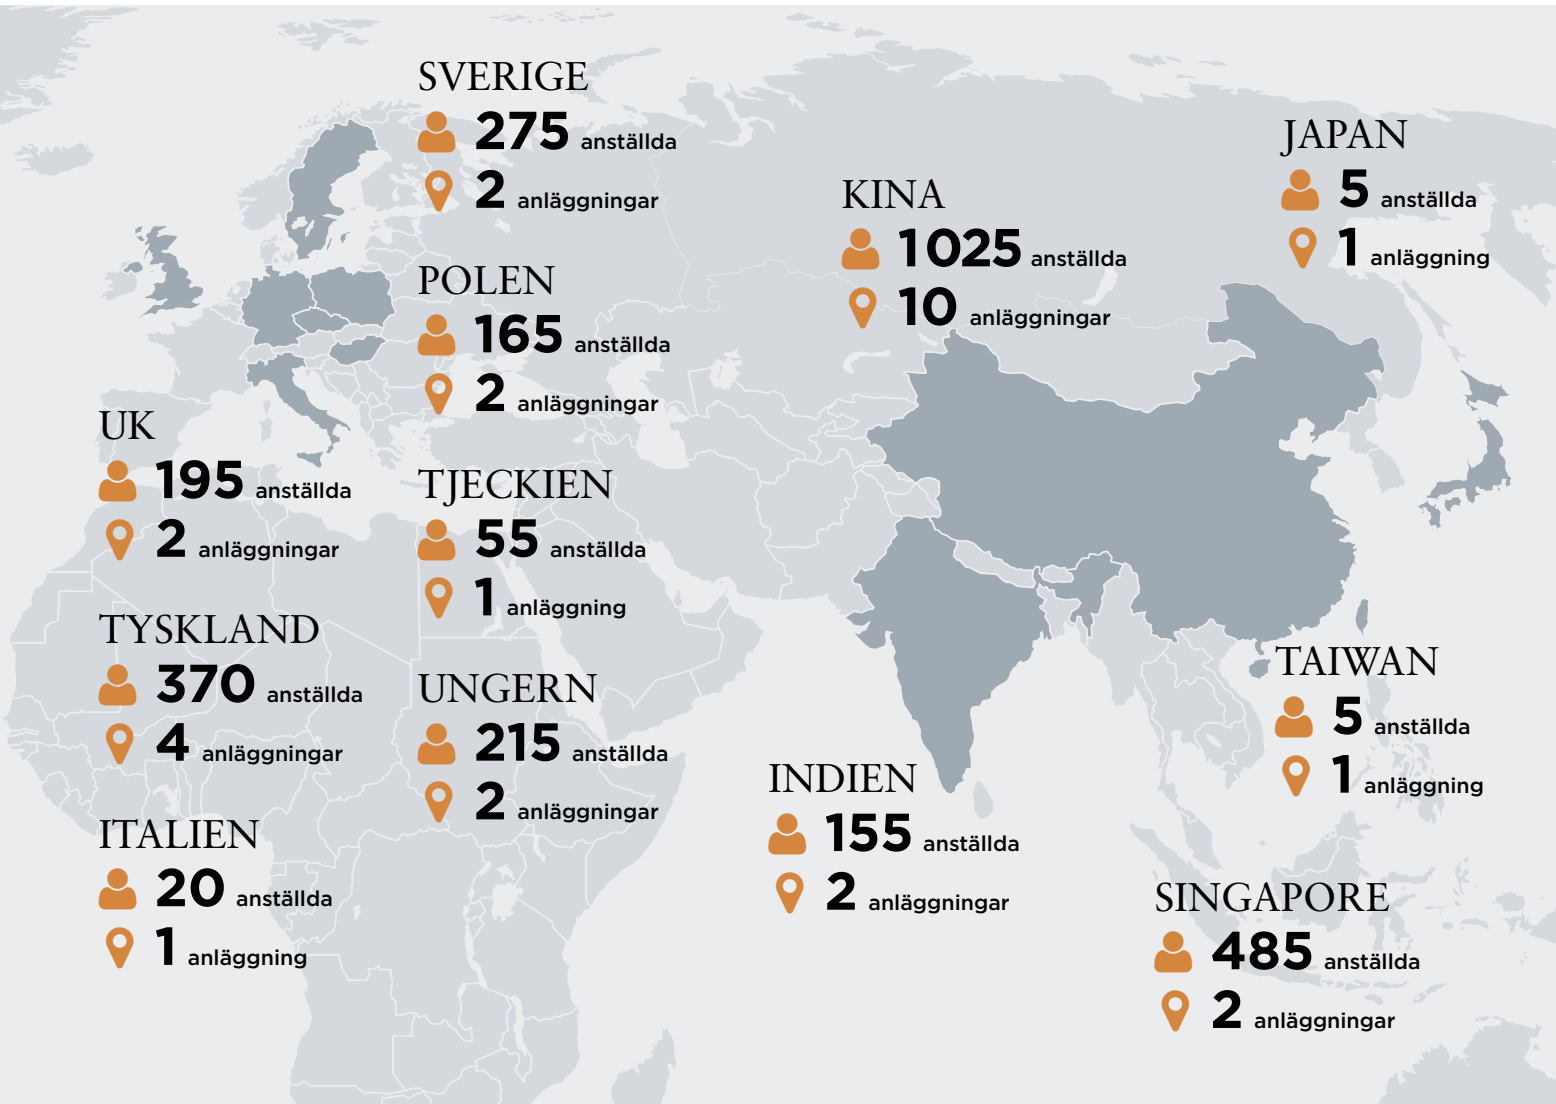 SVERIGE
275 anställda
2 anläggningar
POLEN
165 anställda
2 anläggningar
UK
195 anställda
2 anläggningar
TJECKIEN
55 anställda
1 anläggning
TYSKLAND
370 anställda
4 anläggningar
UNGERN
215 anställda
2 anläggningar
ITALIEN
20 anställda
1 anläggning
KINA
1 025 anställda
10 anläggningar
JAPAN
5 anställda
1 anläggning
TAIWAN
5 anställda
1 anläggning
INDIEN
155 anställda
2 anläggningar
SINGAPORE
485 anställda
2 anläggningar